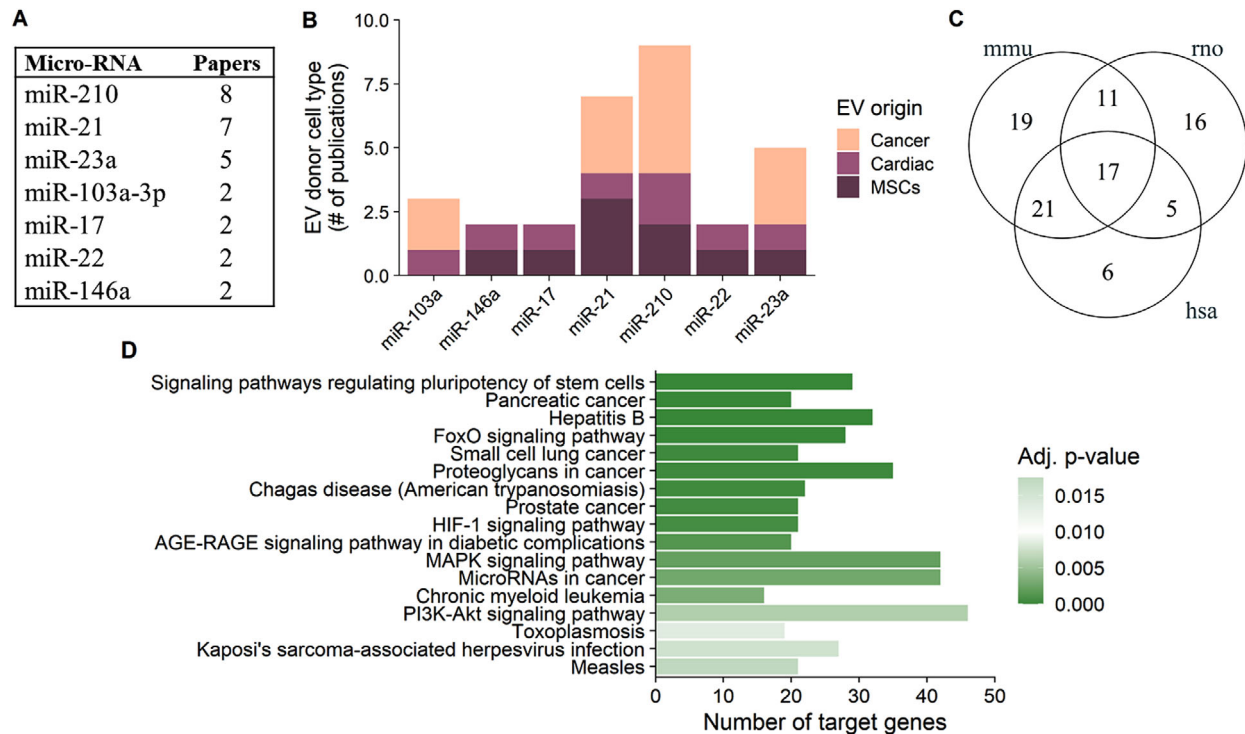 A
Micro-RNA Papers
miR-210 8
miR-21 7
miR-23a 5
miR-103a-3p 2
miR-17 2
miR-22 2
miR-146a 2
B
EV donor cell type
(# of publications)
10.0
7.5
5.0
2.5
0.0
miR-103a
miR-146a
miR-17
miR-21
miR-210
miR-22
miR-23a
EV origin
Cancer
Cardiac
MSCs
C
mmu
rno
19
11
16
17
21
5
6
hsa
D
Signaling pathways regulating pluripotency of stem cells
Pancreatic cancer
Hepatitis B
FoxO signaling pathway
Small cell lung cancer
Proteoglycans in cancer
Chagas disease (American trypanosomiasis)
Prostate cancer
HIF-1 signaling pathway
AGE-RAGE signaling pathway in diabetic complications
MAPK signaling pathway
MicroRNAs in cancer
Chronic myeloid leukemia
PI3K-Akt signaling pathway
Toxoplasmosis
Kaposi's sarcoma-associated herpesvirus infection
Measles
0 10 20 30 40 50
Number of target genes
Adj. p-value
0.015
0.010
0.005
0.000